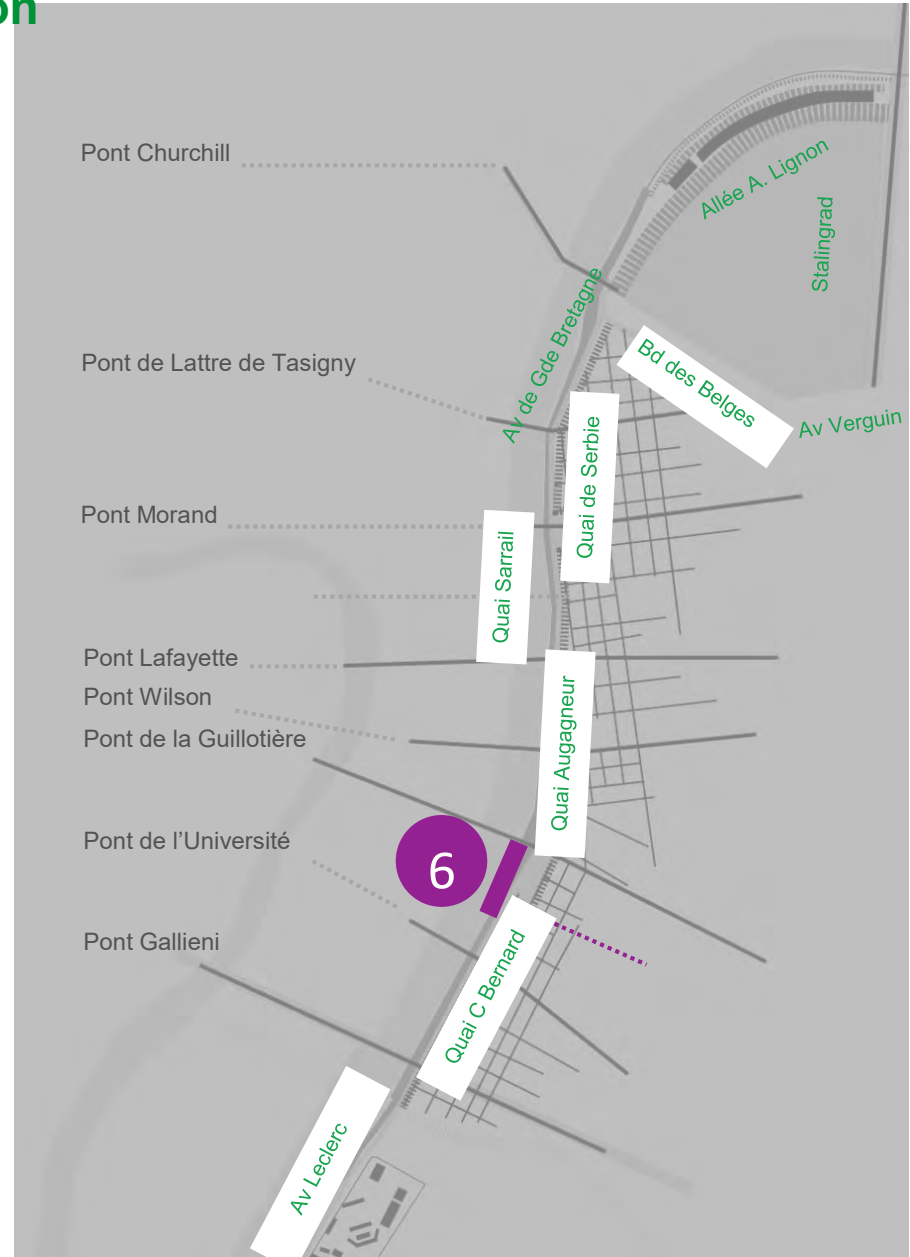 on
Pont Churchill
Allée A. Lignon
Stalingrad
Av de Gde Bretagne
Pont de Lattre de Tasigny
Bd des Belges
Av Verguin
Quai de Serbie
Pont Morand
Quai Sarrail
Pont Lafayette
Pont Wilson
Pont de la Guillotière
Quai Augagneur
Pont de l’Université
6
Pont Gallieni
Quai C Bernard
Av Leclerc